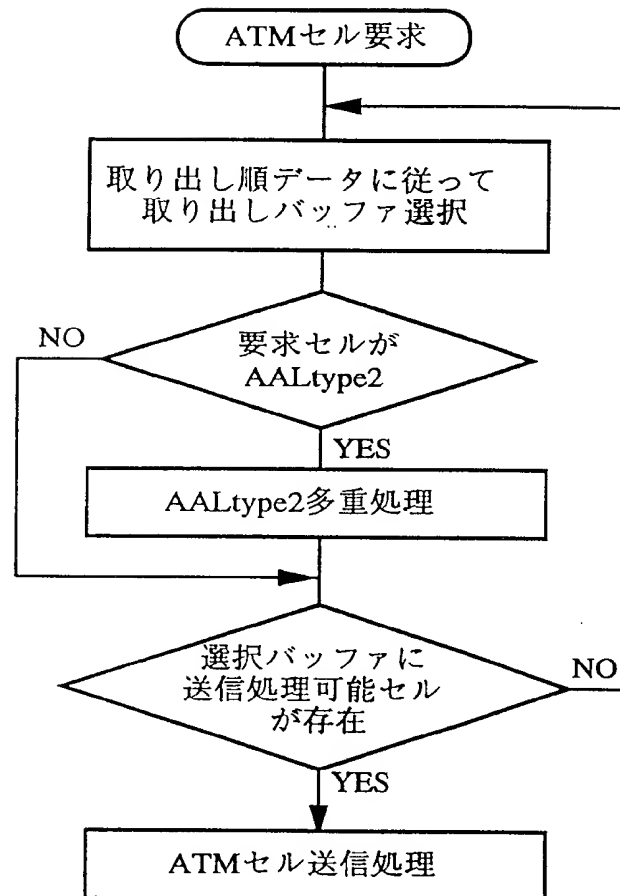 ATMセル要求
取り出し順データに従って
取り出しバッファ選択
NO
要求セルが
AALtype2
YES
AALtype2多重処理
選択バッファに
送信処理可能セル
が存在
NO
YES
ATMセル送信処理